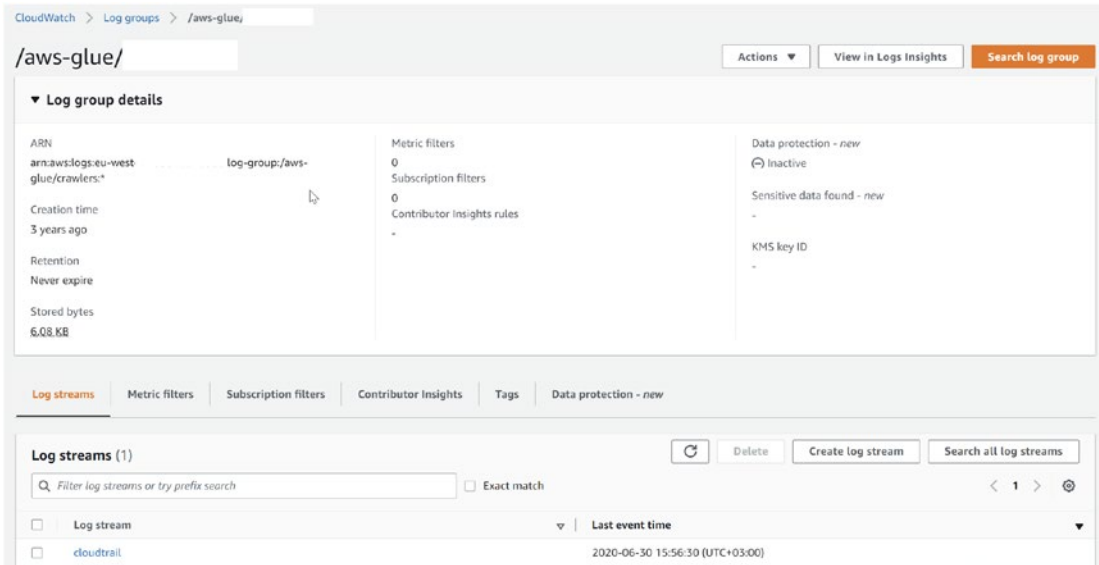 CloudWatch > Log groups > /aws-glue/
/aws-glue/
Actions ▼ View in Logs Insights Search log group
▼ Log group details
ARN
arn:aws:logs:eu-west- log-group:/aws-
glue/crawlers:*
Creation time
3 years ago
Retention
Never expire
Stored bytes
6.08 KB
Metric filters
0
Subscription filters
0
Contributor Insights rules
-
Data protection - new
Inactive
Sensitive data found - new
-
KMS key ID
-
Log streams Metric filters Subscription filters Contributor Insights Tags Data protection - new
Log streams (1)
Delete Create log stream Search all log streams
Filter log streams or try prefix search Exact match < 1 >
Log stream Last event time
cloudtrail 2020-06-30 15:56:30 (UTC+03:00)